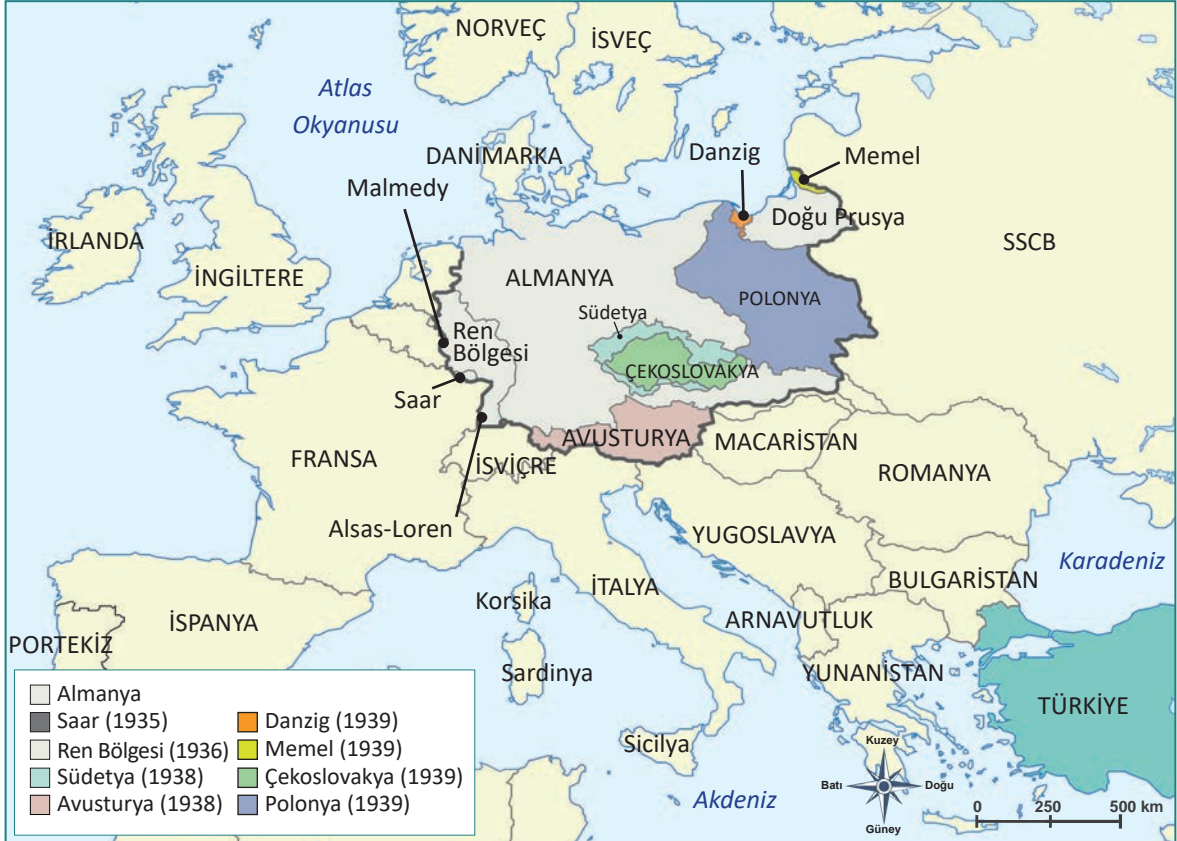 NORVEÇ
İSVEÇ
Atlas
Okyanusu
DANİMARKA
Danzig
Memel
Malmedy
Doğu Prusya
İRLANDA
SSCB
İNGİLTERE
ALMANYA
POLONYA
Südetya
Ren
Bölgesi
ÇEKOSLOVAKYA
Saar
AVUSTURYA
MACARİSTAN
FRANSA
İSVİÇRE
ROMANYA
Alsas-Loren
YUGOSLAVYA
Karadeniz
BULGARİSTAN
İTALYA
Korsika
İSPANYA
ARNAVUTLUK
PORTEKİZ
Sardinya
YUNANİSTAN
TÜRKİYE
Sicilya
Akdeniz
Almanya
Saar (1935)
Ren Bölgesi (1936)
Südetya (1938)
Avusturya (1938)
Danzig (1939)
Memel (1939)
Çekoslovakya (1939)
Polonya (1939)
Kuzey
Batı
Doğu
Güney
0 250 500 km